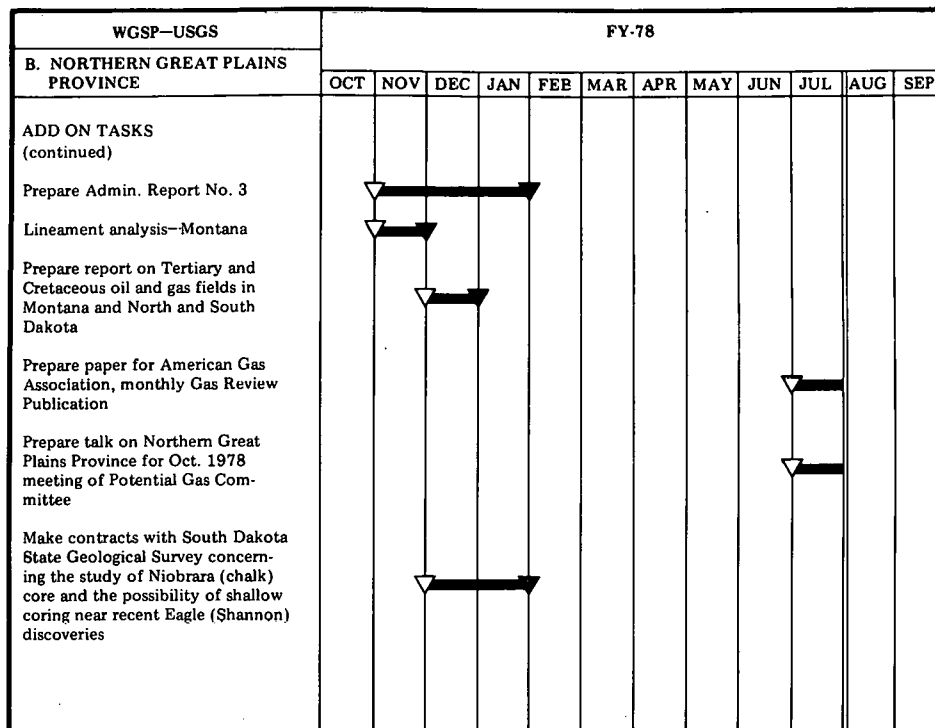 WGSP—USGS
FY-78
B. NORTHERN GREAT PLAINS
PROVINCE
OCT NOV DEC JAN FEB MAR APR MAY JUN JUL AUG SEP
ADD ON TASKS
(continued)
Prepare Admin. Report No. 3
Lineament analysis—Montana
Prepare report on Tertiary and
Cretaceous oil and gas fields in
Montana and North and South
Dakota
Prepare paper for American Gas
Association, monthly Gas Review
Publication
Prepare talk on Northern Great
Plains Province for Oct. 1978
meeting of Potential Gas Com-
mittee
Make contracts with South Dakota
State Geological Survey concern-
ing the study of Niobrara (chalk)
core and the possibility of shallow
coring near recent Eagle (Shannon)
discoveries